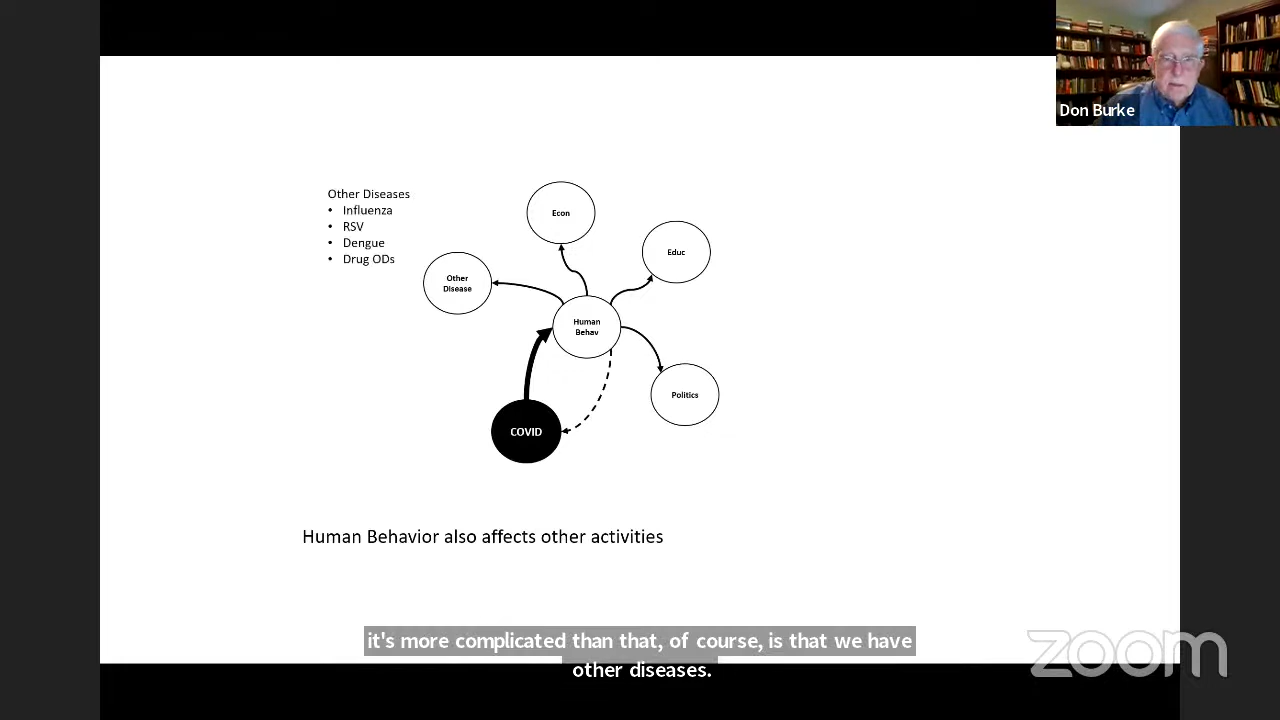 Don Burke
Other Diseases
• Influenza
• RSV
• Dengue
• Drug ODs
Econ
Educ
Other
Disease
Human
Behav
Politics
COVID
Human Behavior also affects other activities
it's more complicated than that, of course, is that we have
other diseases.
zoom